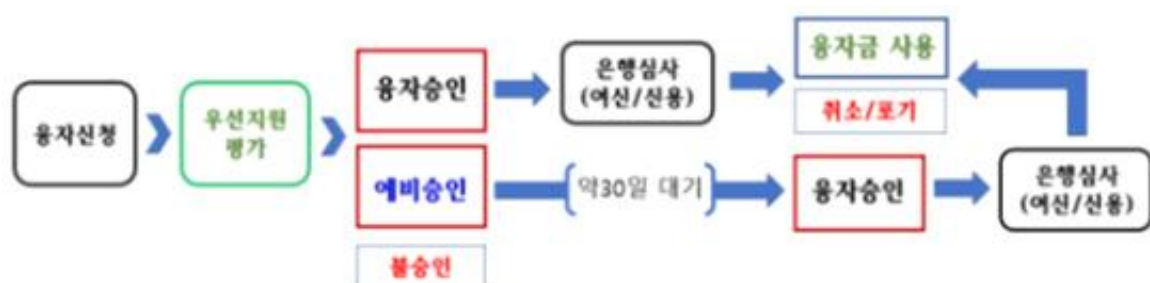 융자신청
우선지원
평가
융자승인
은행심사
(여신/신용)
융자금 사용
취소/포기
예비승인
약30일 대기
융자승인
은행심사
(여신/신용)
불승인